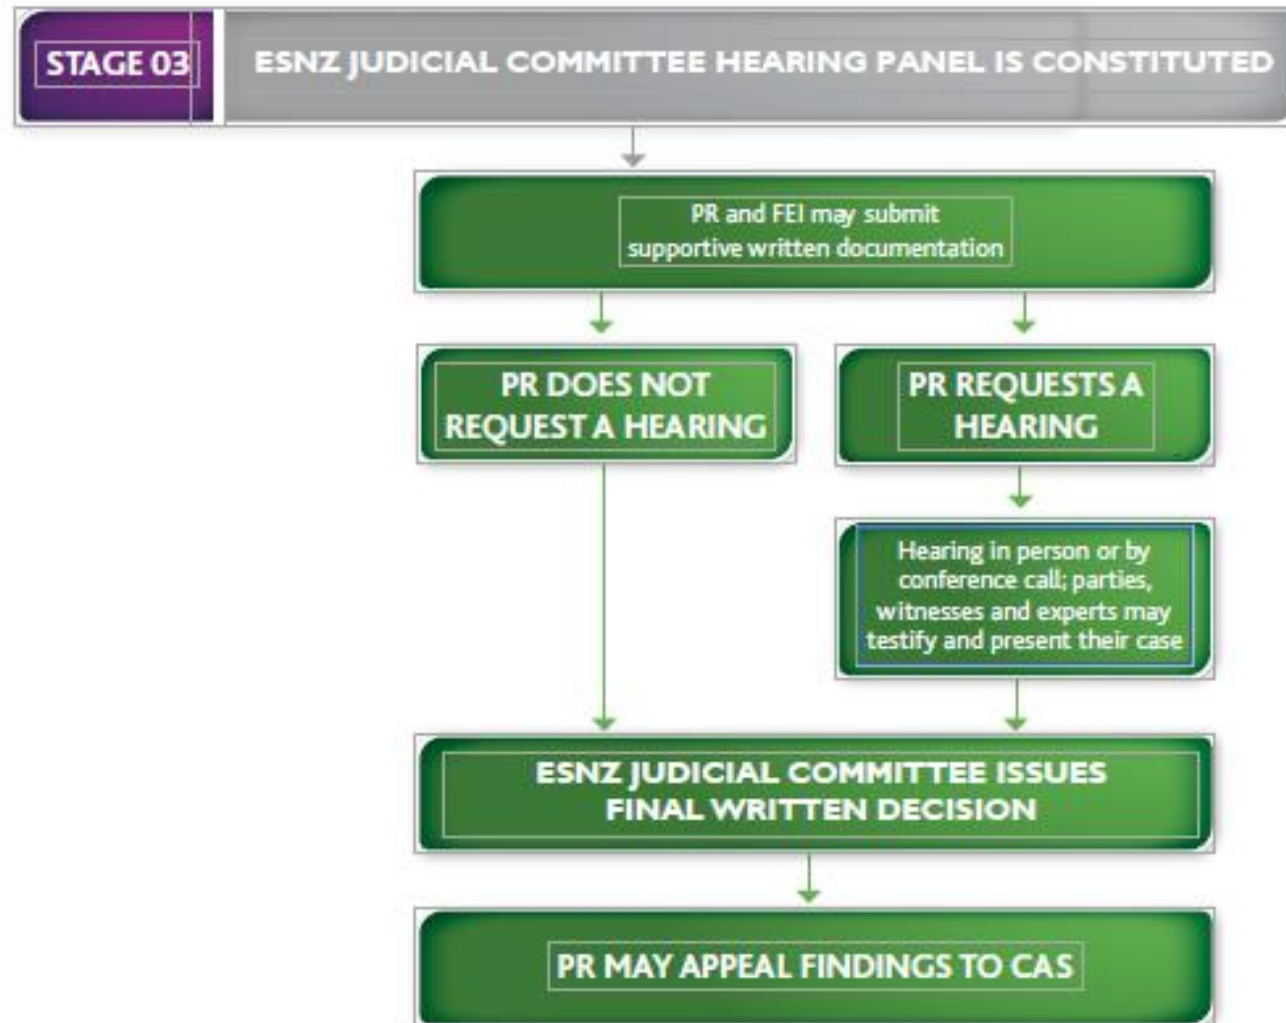 STAGE 03
ESNZ JUDICIAL COMMITTEE HEARING PANEL IS CONSTITUTED
PR and FEI may submit
supportive written documentation
PR DOES NOT
REQUEST A HEARING
PR REQUESTS A
HEARING
Hearing in person or by
conference call; parties,
witnesses and experts may
testify and present their case
ESNZ JUDICIAL COMMITTEE ISSUES
FINAL WRITTEN DECISION
PR MAY APPEAL FINDINGS TO CAS